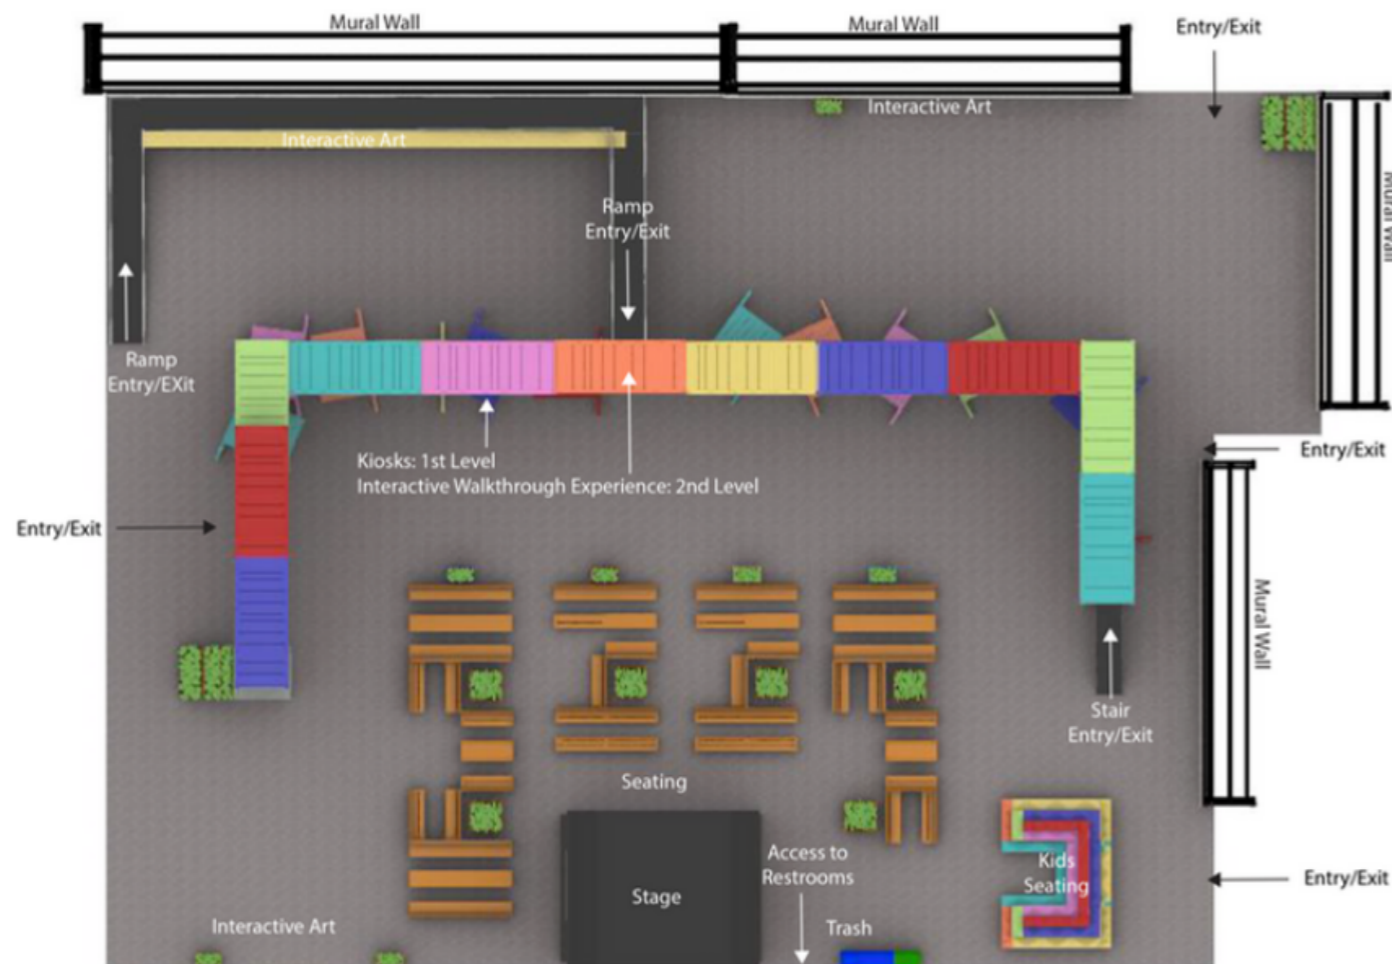 Mural Wall
Mural Wall
Entry/Exit
Interactive Art
Interactive Art
Mural Wall
Ramp
Entry/Exit
Ramp
Entry/EXit
Kiosks: 1st Level
Interactive Walkthrough Experience: 2nd Level
Entry/Exit
Entry/Exit
Mural Wall
Stair
Entry/Exit
Seating
Access to
Restrooms
Kids
Seating
Entry/Exit
Stage
Interactive Art
Trash